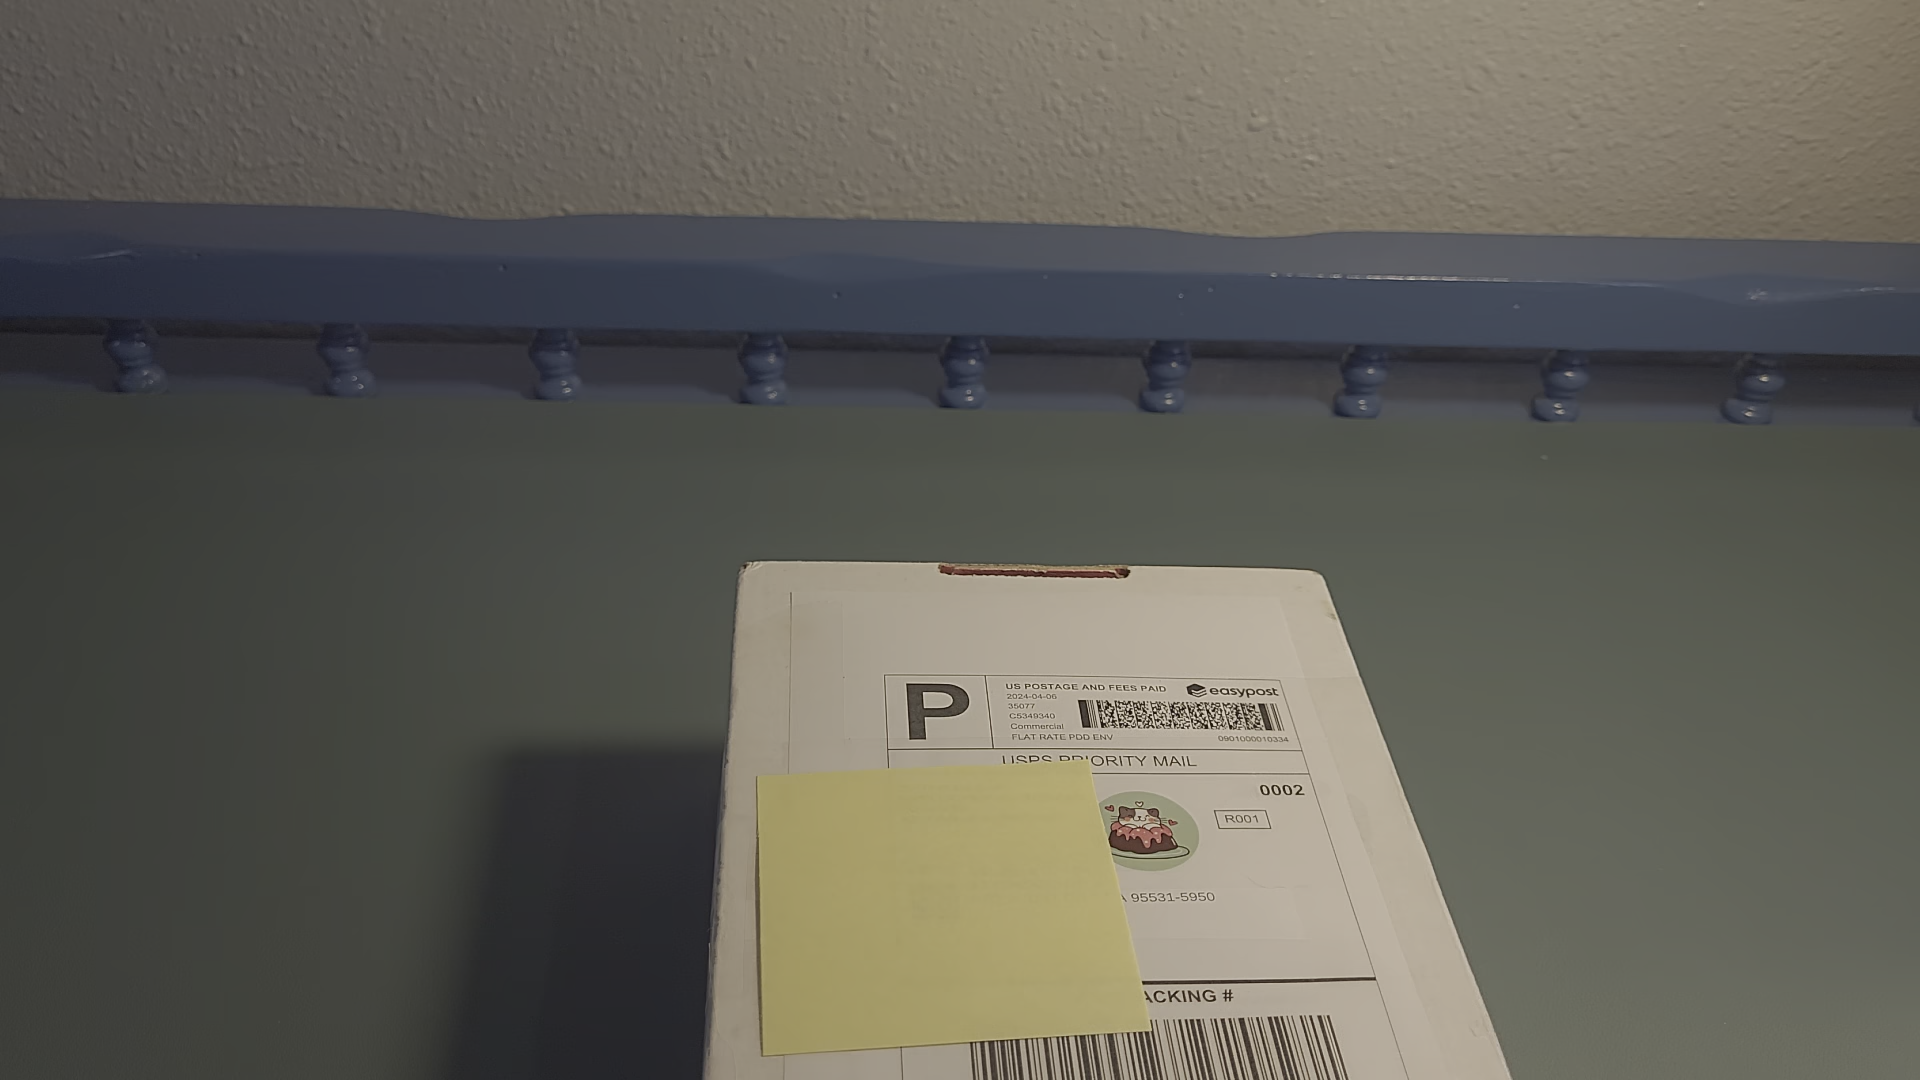 P
US POSTAGE AND FEES PAID
easypost
2024-04-06
35077
C5349340
Commercial
FLAT RATE PDD ENV
0901000010334
USPS PRIORITY MAIL
0002
R001
95531-5950
ACKING #